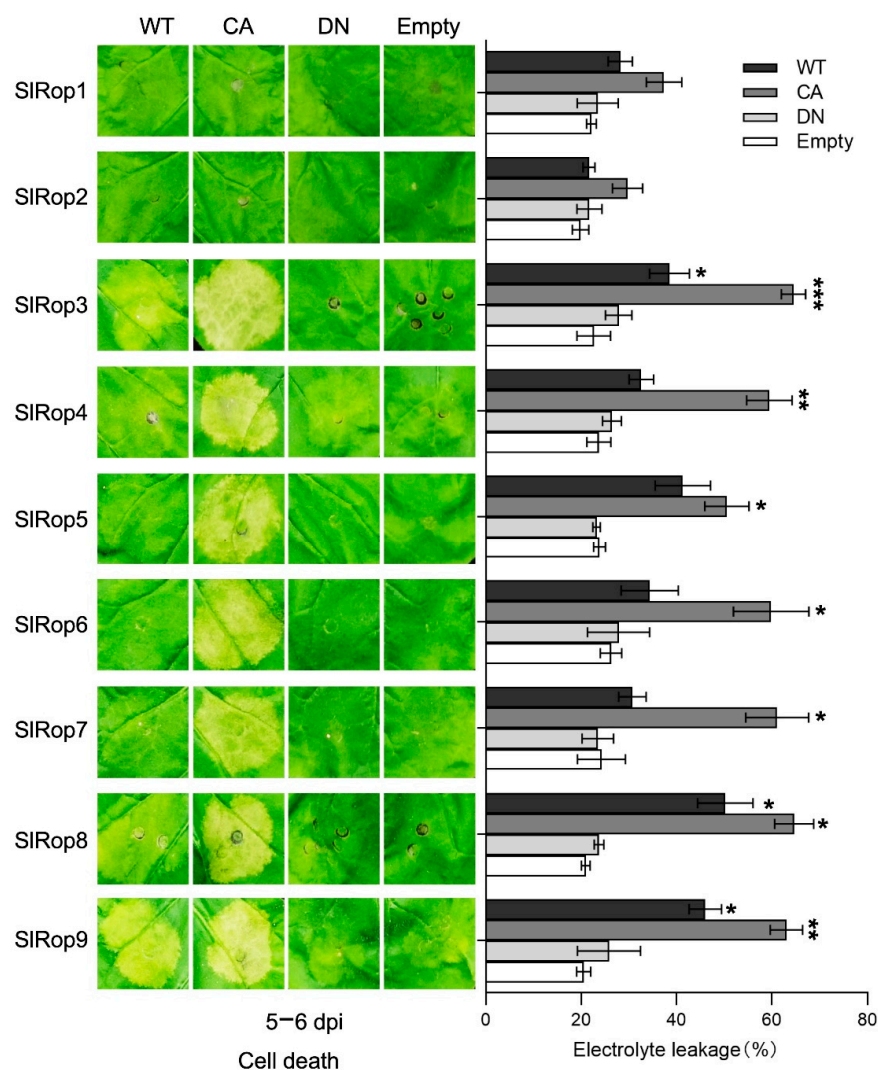 WT CA DN Empty
SlRop1
SlRop2
SlRop3
SlRop4
SlRop5
SlRop6
SlRop7
SlRop8
SlRop9
5–6 dpi
Cell death
WT
CA
DN
Empty
*
***
**
*
*
*
*
*
*
**
0 20 40 60 80
Electrolyte leakage(%)